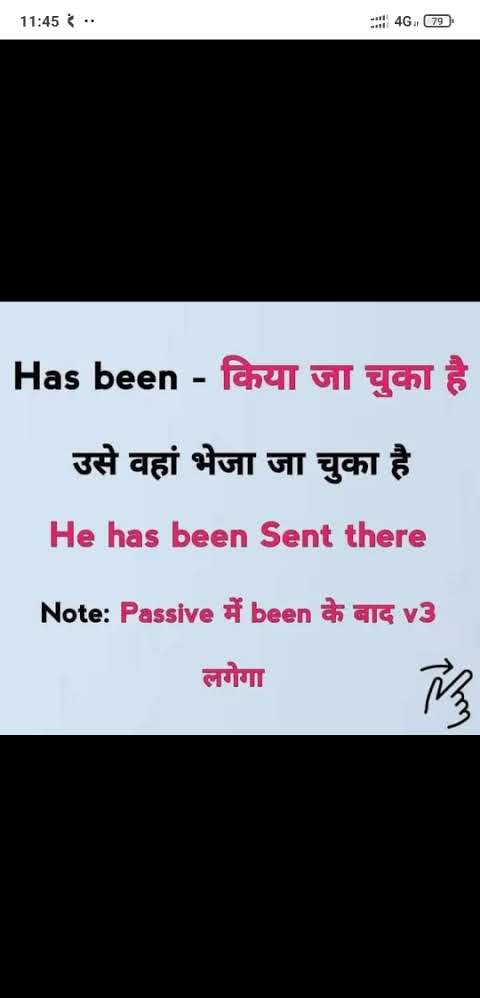 11:45
4G 79
Has been - किया जा चुका है
उसे वहां भेजा जा चुका है
He has been Sent there
Note: Passive में been के बाद v3
लगेगा